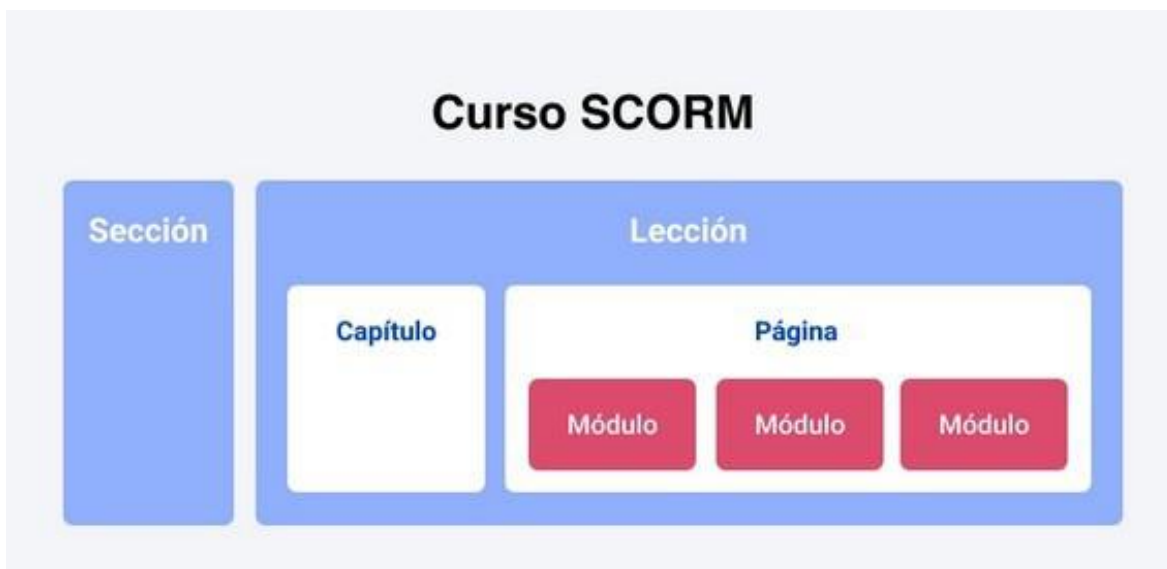 Curso SCORM
Sección
Lección
Capítulo
Página
Módulo Módulo Módulo